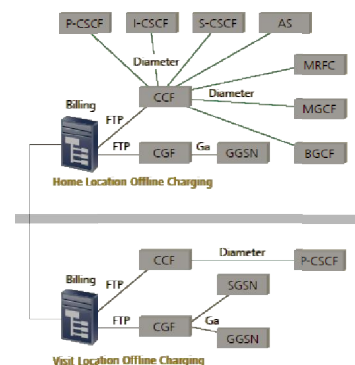 P-CSCF I-CSCF S-CSCF AS
Diameter
MRFC
Diameter
CCF
Billing
MGCF
FTP
FTP CGF Ga GGSN BGCF
Home Location Offline Charging
CCF Diameter P-CSCF
Billing
FTP
SGSN
FTP CGF Ga
GGSN
Visit Location Offline Charging